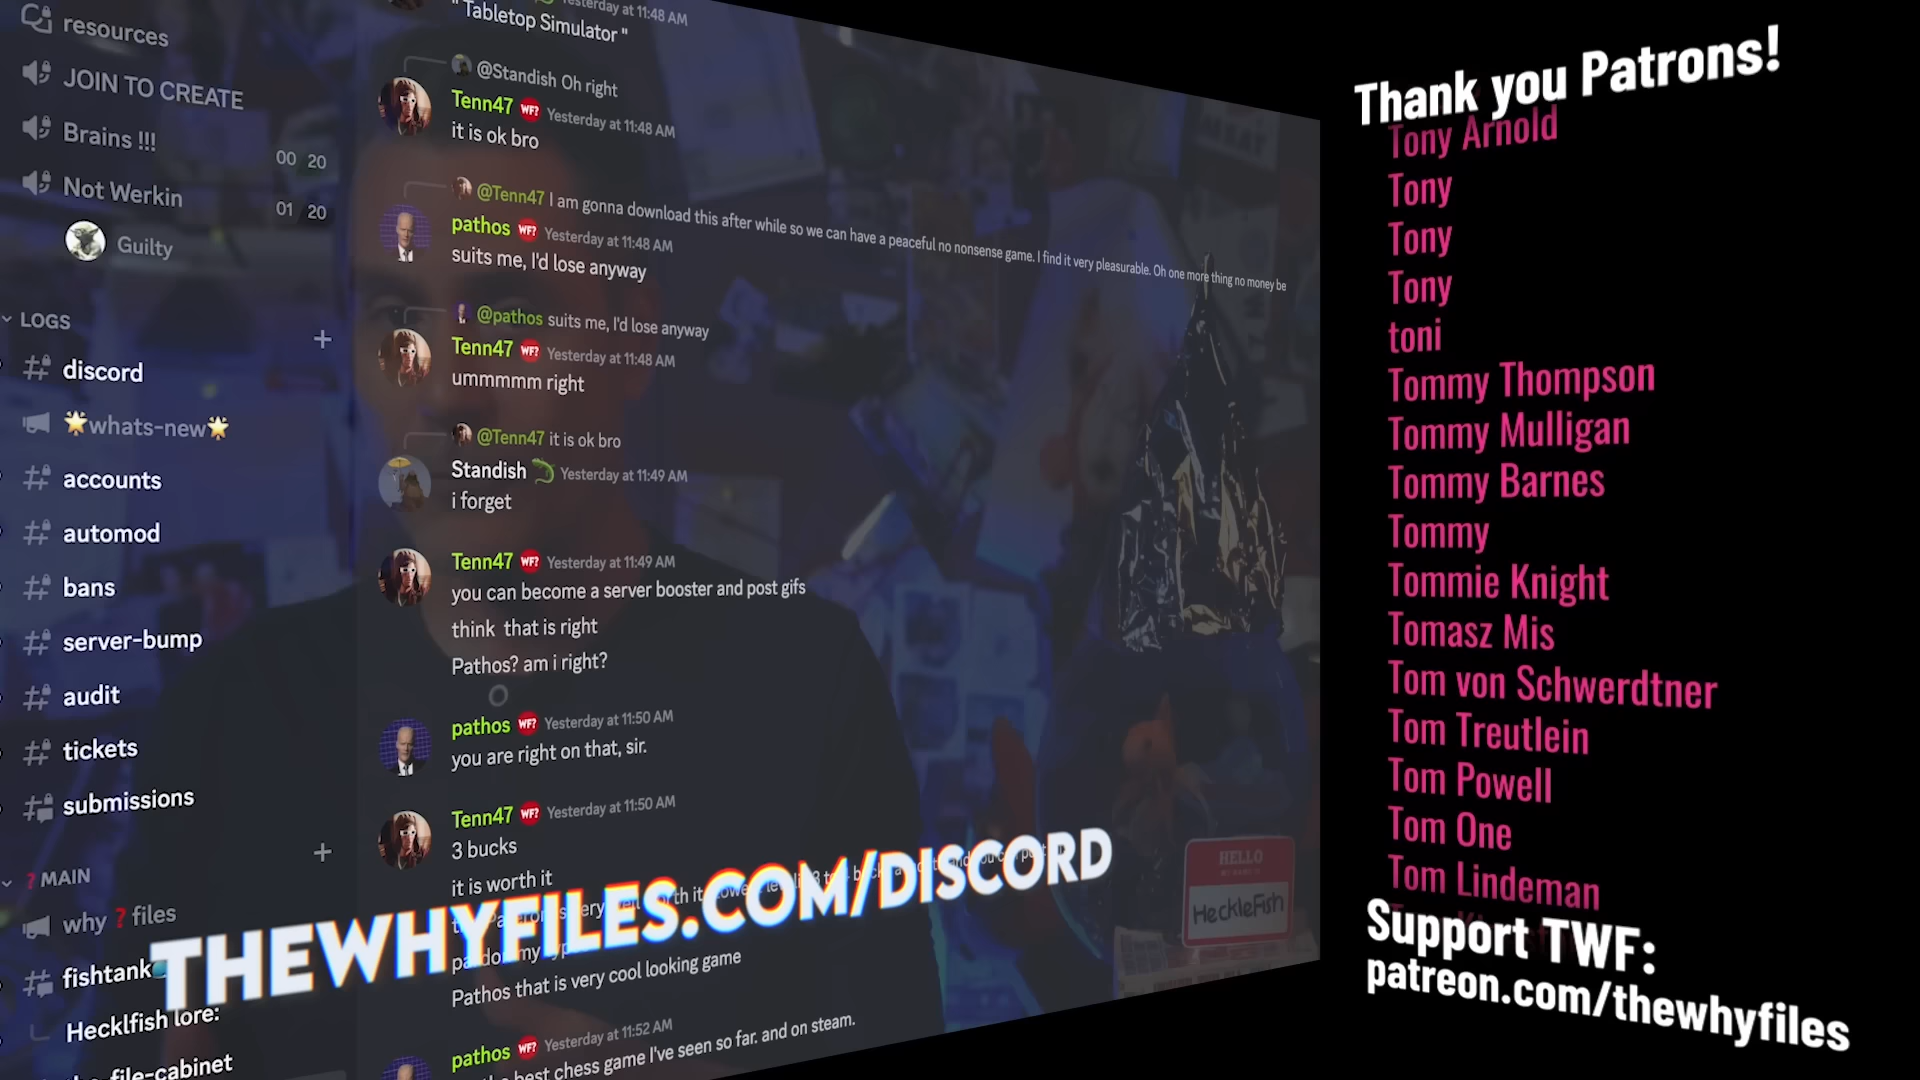 resources
JOIN TO CREATE
Brains !!!
00 20
Not Werkin
01 20
Guilty
LOGS
discord
whats-new
accounts
automod
bans
server-bump
audit
tickets
submissions
MAIN
why ? files
fishtank
Hecklfish lore:
file-cabinet
Yesterday at 11:48 AM
"Tabletop Simulator "
@Standish Oh right
Tenn47 WF? Yesterday at 11:48 AM
it is ok bro
@Tenn47 I am gonna download this after while so we can have a peaceful no nonsense game. I find it very pleasurable. Oh one more thing no money be
pathos WF? Yesterday at 11:48 AM
suits me, I'd lose anyway
@pathos suits me, I'd lose anyway
Tenn47 WF? Yesterday at 11:48 AM
ummmmm right
@Tenn47 it is ok bro
Standish Yesterday at 11:49 AM
i forget
Tenn47 WF? Yesterday at 11:49 AM
you can become a server booster and post gifs
think that is right
Pathos? am i right?
pathos WF? Yesterday at 11:50 AM
you are right on that, sir.
Tenn47 WF? Yesterday at 11:50 AM
3 bucks
it is worth it
my
Pathos that is very cool looking game
pathos WF? Yesterday at 11:52 AM
best chess game I've seen so far. and on steam.
THEWHYFILES.COM/DISCORD
HELLO
HeckleFish
Thank you Patrons!
Tony Arnold
Tony
Tony
Tony
toni
Tommy Thompson
Tommy Mulligan
Tommy Barnes
Tommy
Tommie Knight
Tomasz Mis
Tom von Schwerdtner
Tom Treutlein
Tom Powell
Tom One
Tom Lindeman
Support TWF:
patreon.com/thewhyfiles